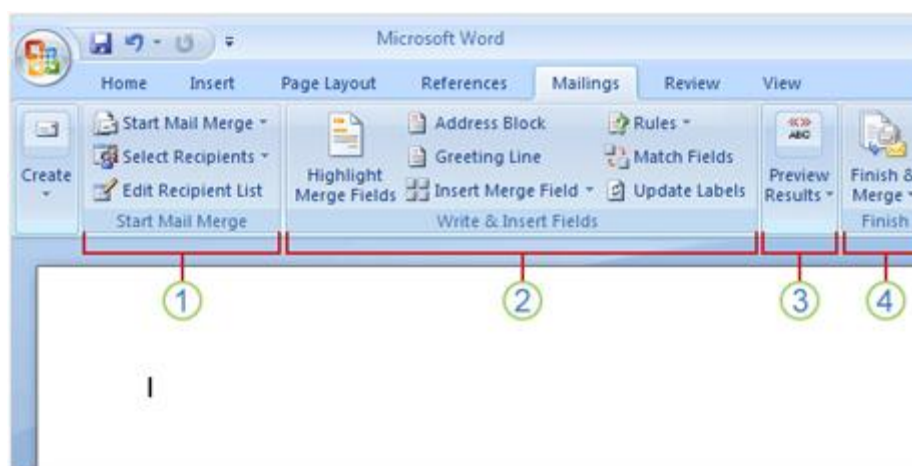 Microsoft Word
Home Insert Page Layout References Mailings Review View
Create
Start Mail Merge
Select Recipients
Edit Recipient List
Start Mail Merge
Highlight
Merge Fields
Address Block
Greeting Line
Insert Merge Field
Rules
Match Fields
Update Labels
Write & Insert Fields
ABC
Preview
Results
Finish &
Merge
Finish
1 2 3 4